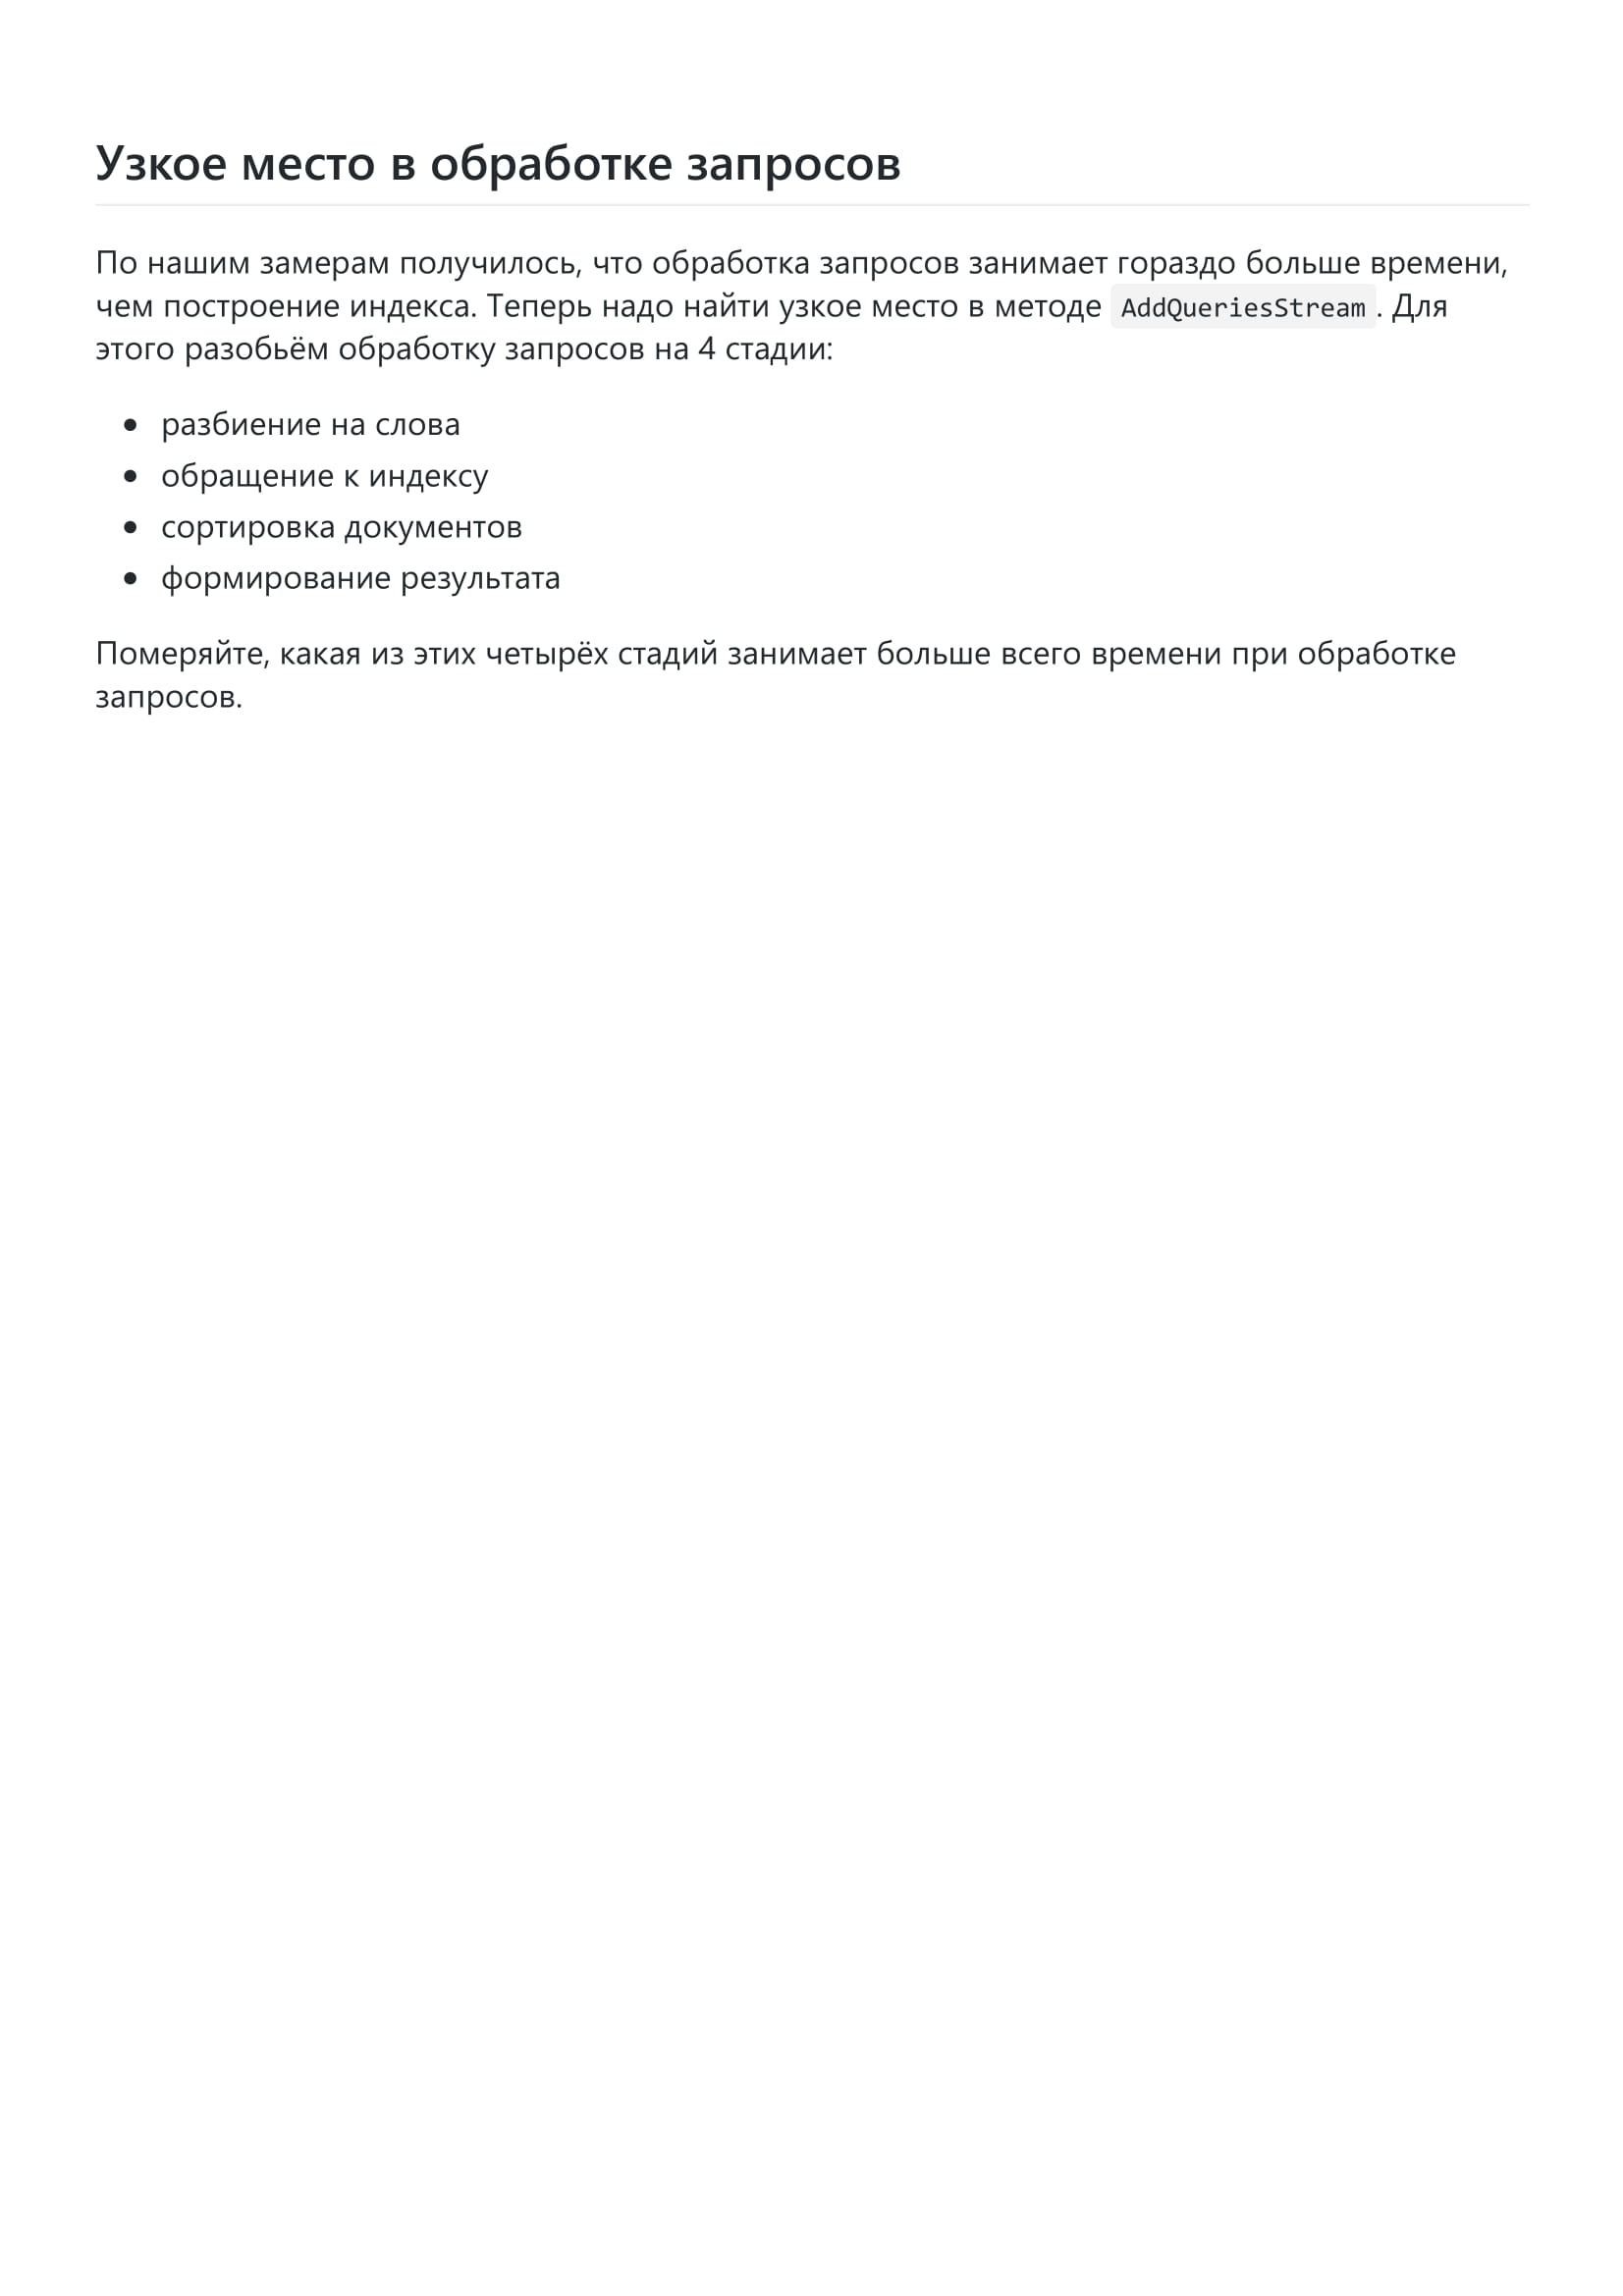 Узкое место в обработке запросов
По нашим замерам получилось, что обработка запросов занимает гораздо больше времени,
чем построение индекса. Теперь надо найти узкое место в методе AddQueriesStream. Для
этого разобьём обработку запросов на 4 стадии:
• разбиение на слова
• обращение к индексу
• сортировка документов
• формирование результата
Померяйте, какая из этих четырёх стадий занимает больше всего времени при обработке
запросов.